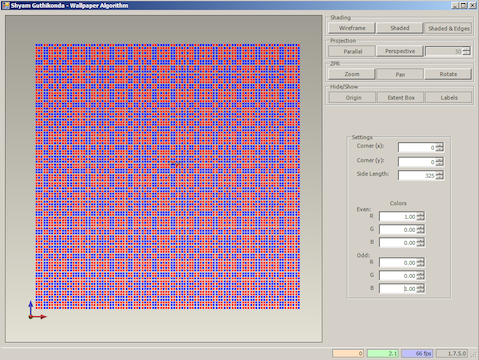 Shyam Guthikonda - Wallpaper Algorithm
Shading
Wireframe Shaded Shaded & Edges
Projection
Parallel Perspective 50
ZPR
Zoom Pan Rotate
Hide/Show
Origin Extent Box Labels
Settings
Corner (x): 0
Corner (y): 0
Side Length: 325
Colors
Even:
R 1.00
G 0.00
B 0.00
Odd:
R 0.00
G 0.00
B 1.00
0 2.1 66 fps 1.7.5.0